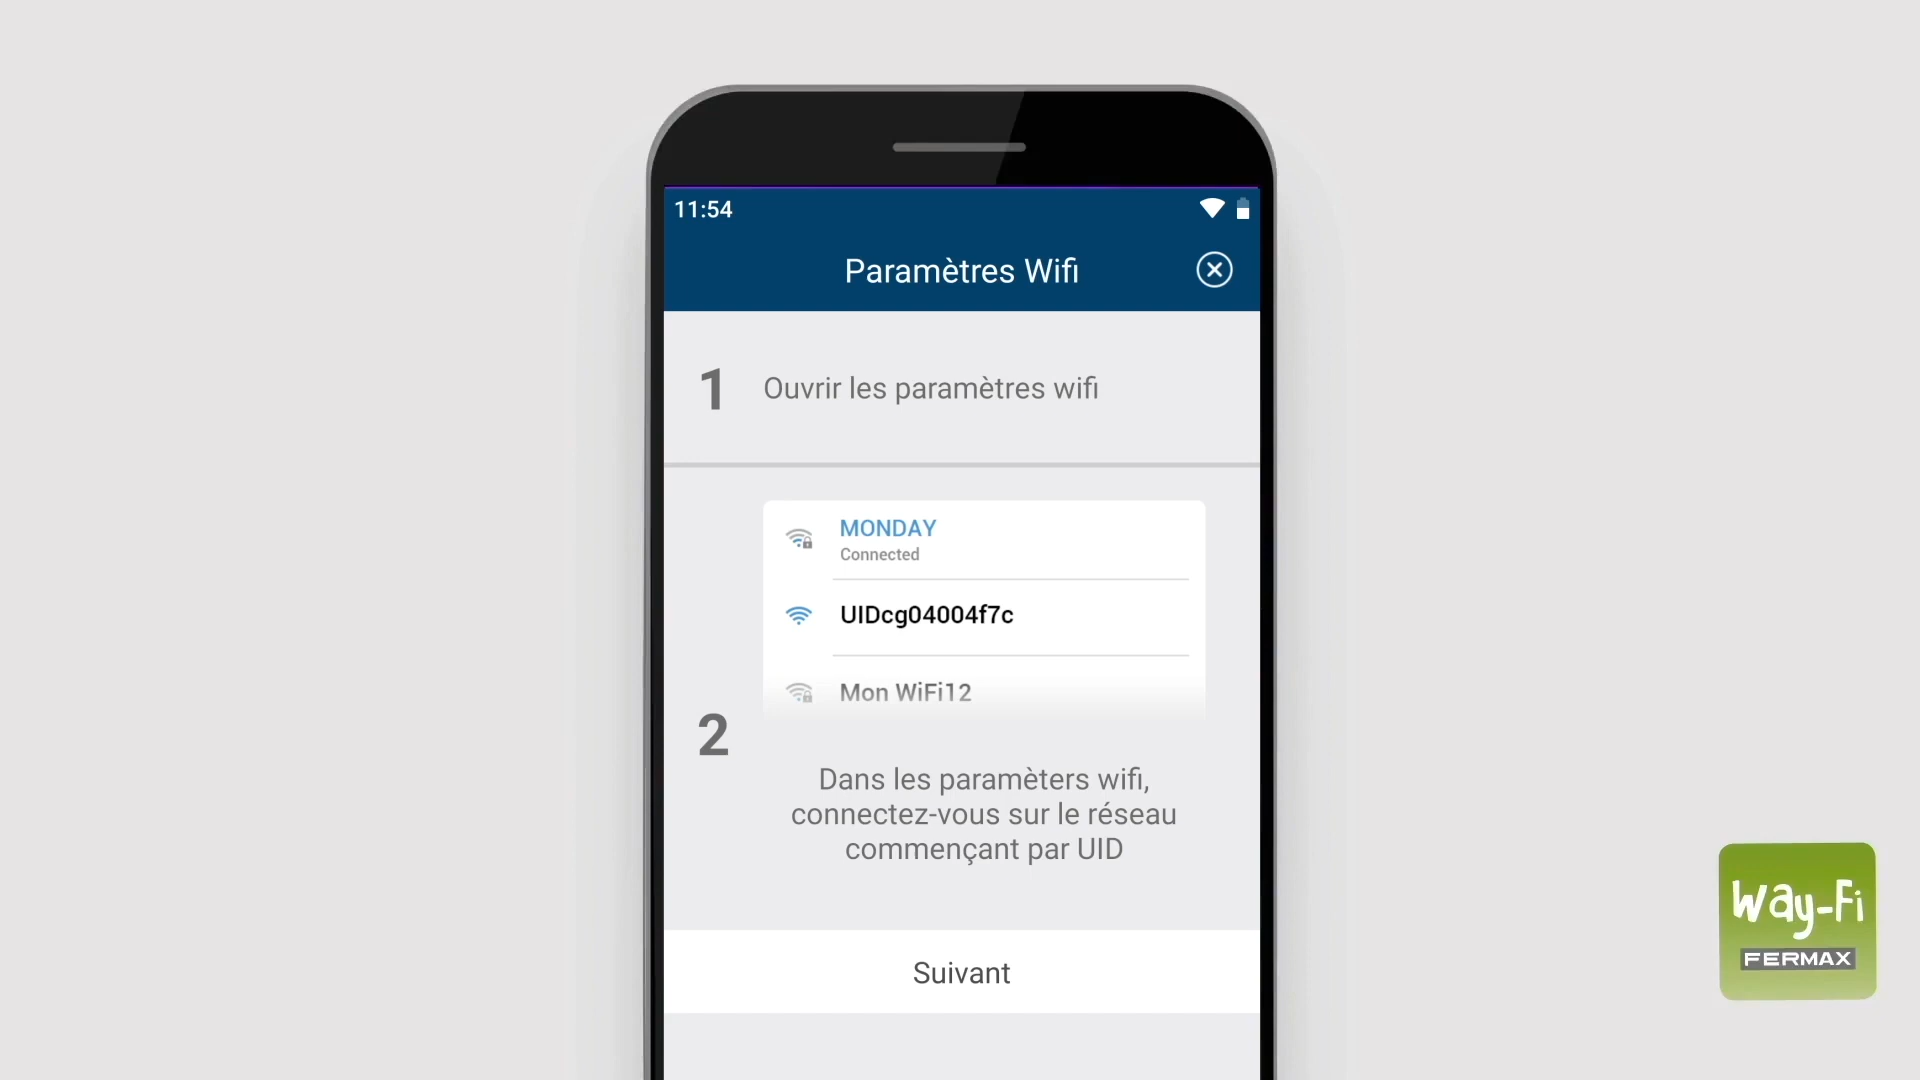 11:54
Paramètres Wifi
1
Ouvrir les paramètres wifi
MONDAY
Connected
UIDcg04004f7c
Mon WiFi12
2
Dans les paramèters wifi,
connectez-vous sur le réseau
commençant par UID
Suivant
Way-Fi
FERMAX